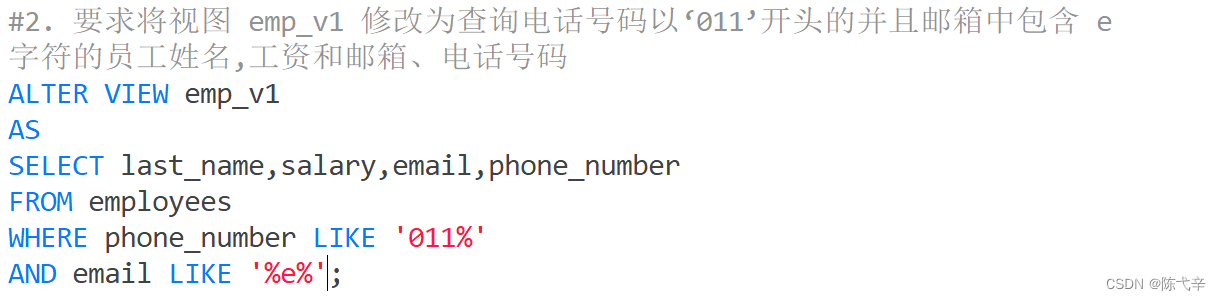 #2. 要求将视图 emp_v1 修改为查询电话号码以‘011’开头的并且邮箱中包含 e
字符的员工姓名,工资和邮箱、电话号码
ALTER VIEW emp_v1
AS
SELECT last_name,salary,email,phone_number
FROM employees
WHERE phone_number LIKE '011%'
AND email LIKE '%e%';
CSDN @陈弋辛